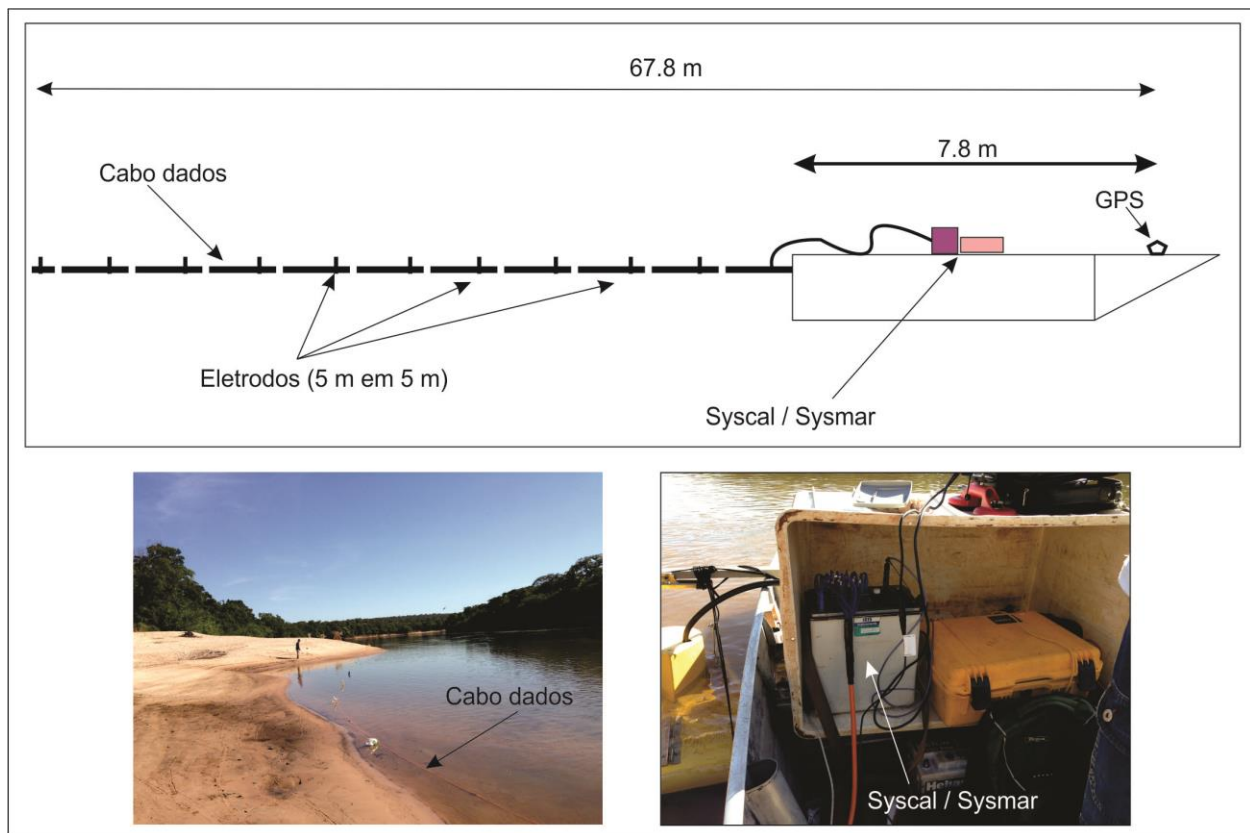 67.8 m
7.8 m
Cabo dados
GPS
Eletrodos (5 m em 5 m)
Syscal / Sysmar
Cabo dados
Syscal / Sysmar